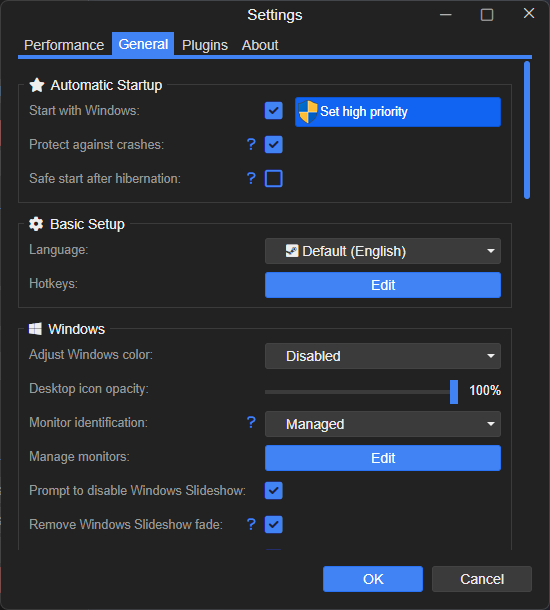 Settings
Performance General Plugins About
Automatic Startup
Start with Windows: Set high priority
Protect against crashes: ?
Safe start after hibernation: ?
Basic Setup
Language: Default (English)
Hotkeys: Edit
Windows
Adjust Windows color: Disabled
Desktop icon opacity: 100%
Monitor identification: ? Managed
Manage monitors: Edit
Prompt to disable Windows Slideshow:
Remove Windows Slideshow fade: ?
OK Cancel